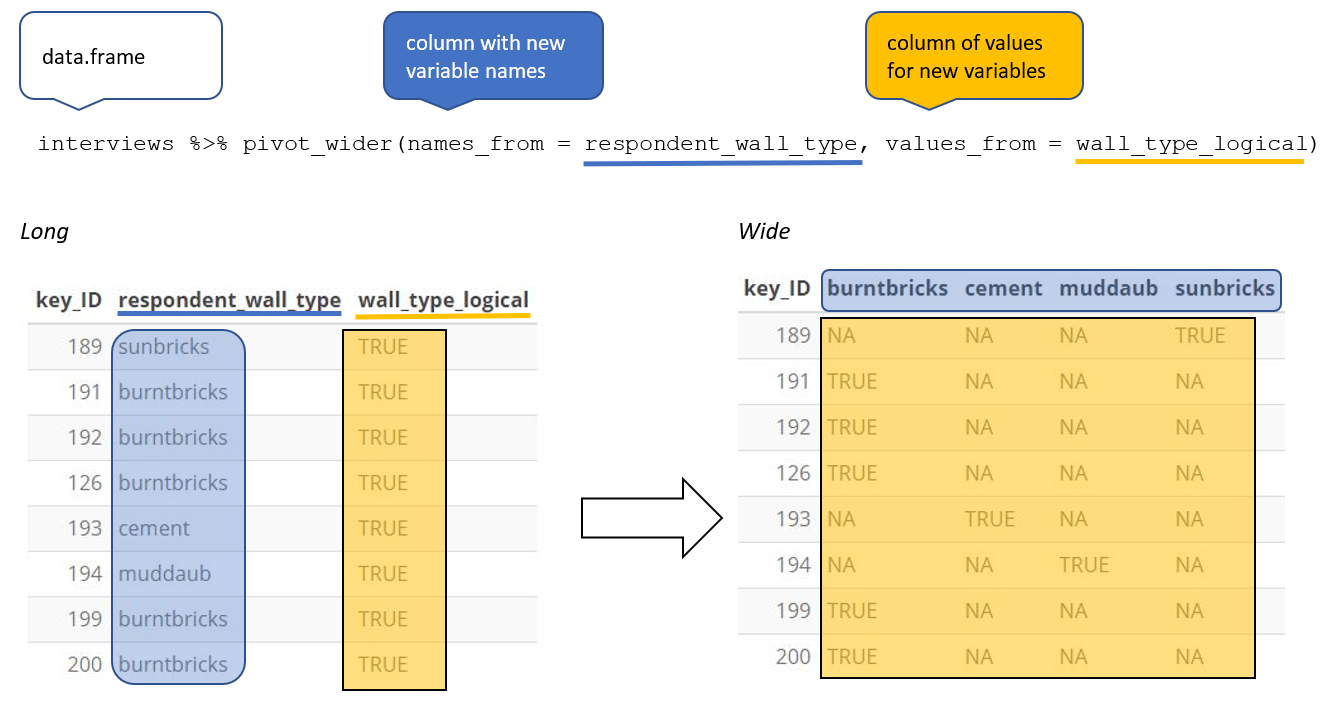 data.frame
column with new
variable names
column of values
for new variables
interviews %>% pivot_wider(names_from = respondent_wall_type, values_from = wall_type_logical)
Long
key_ID respondent_wall_type wall_type_logical
189 sunbricks TRUE
191 burntbricks TRUE
192 burntbricks TRUE
126 burntbricks TRUE
193 cement TRUE
194 muddaub TRUE
199 burntbricks TRUE
200 burntbricks TRUE
Wide
key_ID burntbricks cement muddaub sunbricks
189 NA NA NA TRUE
191 TRUE NA NA NA
192 TRUE NA NA NA
126 TRUE NA NA NA
193 NA TRUE NA NA
194 NA NA TRUE NA
199 TRUE NA NA NA
200 TRUE NA NA NA